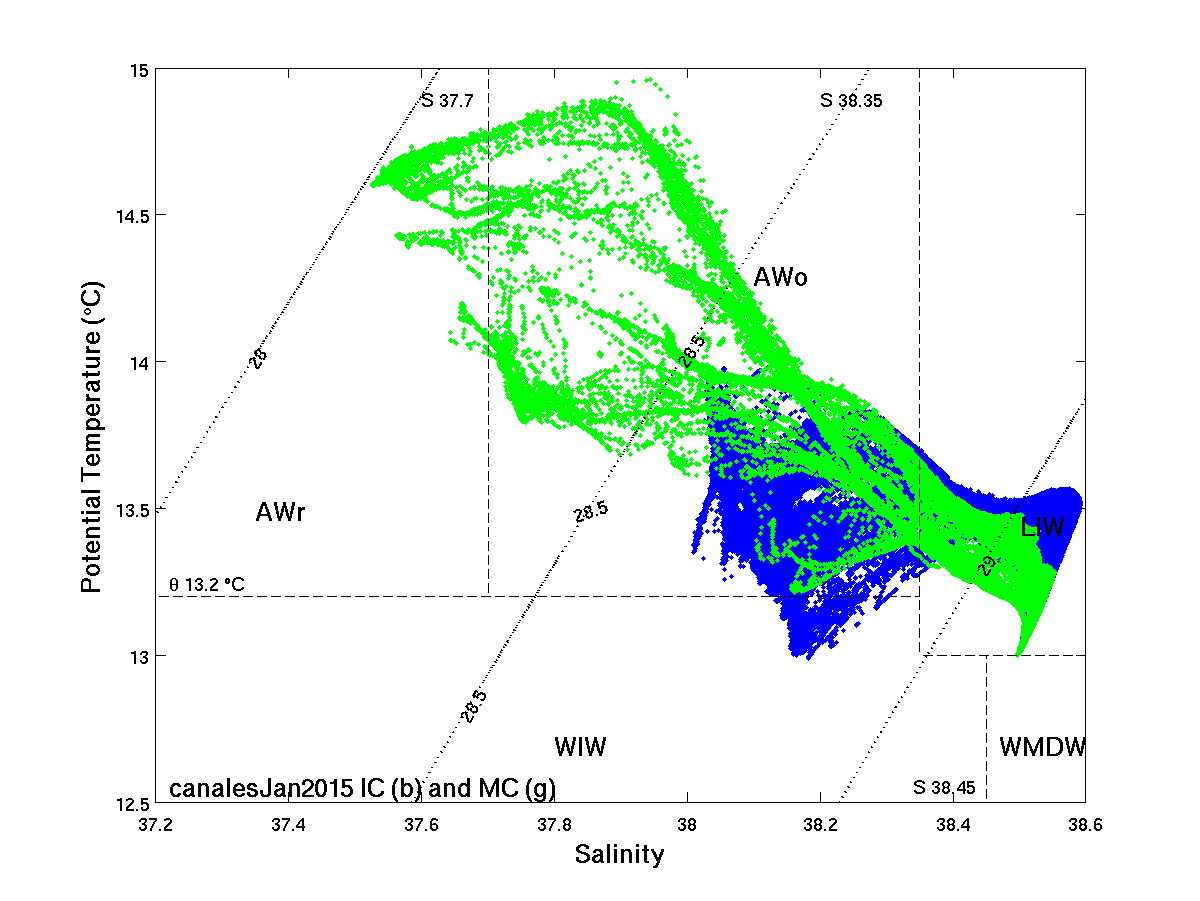 15
S 37.7
S 38.35
14.5
AWo
28
28.5
14
Potential Temperature (°C)
13.5
AWr
28.5
LIW
29
θ 13.2 °C
13
28.5
WIW
WMDW
canalesJan2015 IC (b) and MC (g)
S 38.45
12.5
37.2
37.4
37.6
37.8
38
38.2
38.4
38.6
Salinity